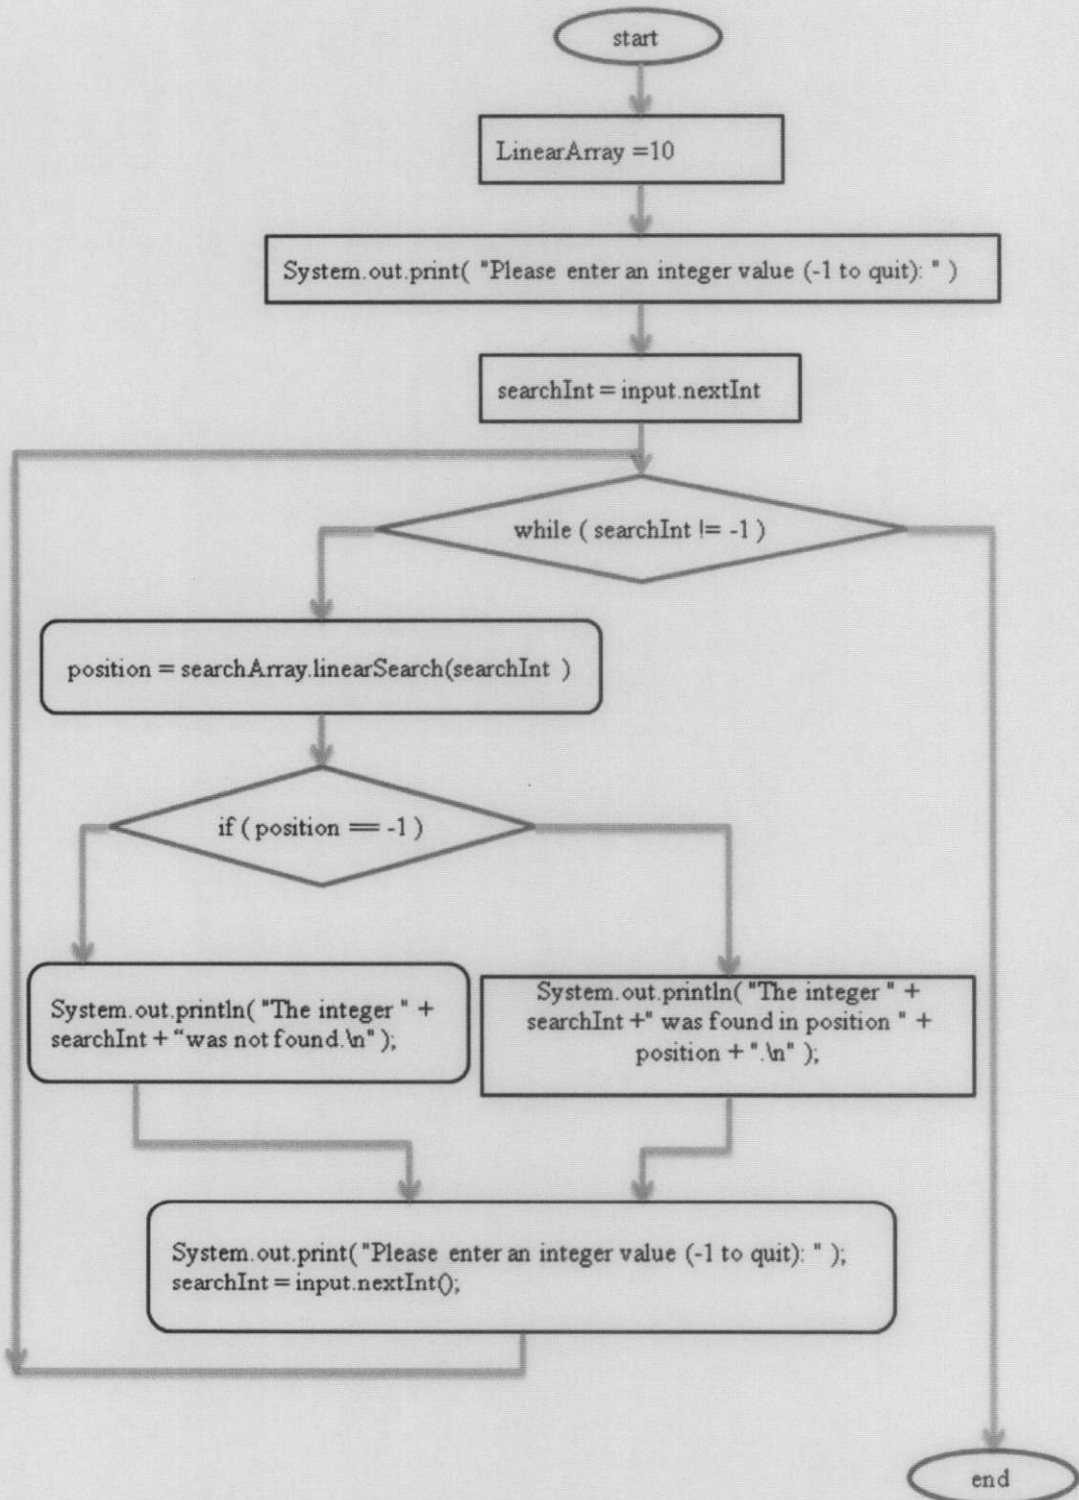 start
LinearArray =10
System.out.print( "Please enter an integer value (-1 to quit): " )
searchInt = input.nextInt
while ( searchInt != -1 )
position = searchArray.linearSearch(searchInt )
if ( position == -1 )
System.out.println( "The integer " +
searchInt + “was not found.\n" );
System.out.println( "The integer " +
searchInt +" was found in position " +
position + ".\n" );
System.out.print( "Please enter an integer value (-1 to quit): " );
searchInt = input.nextInt();
end